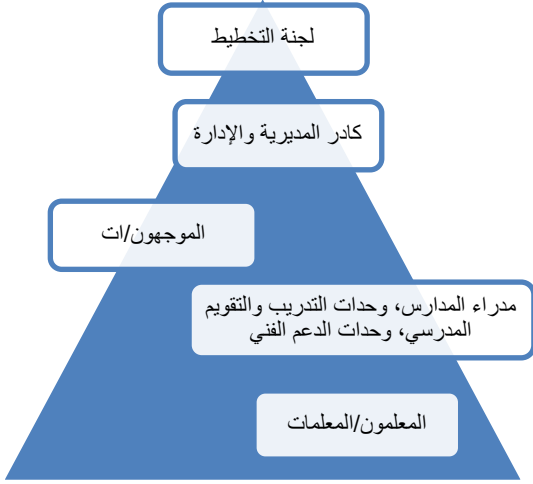 لجنة التخطيط
كادر المديرية والإدارة
الموجهون/ات
مدراء المدارس، وحدات التدريب والتقويم
المدرسي، وحدات الدعم الفني
المعلمون/المعلمات